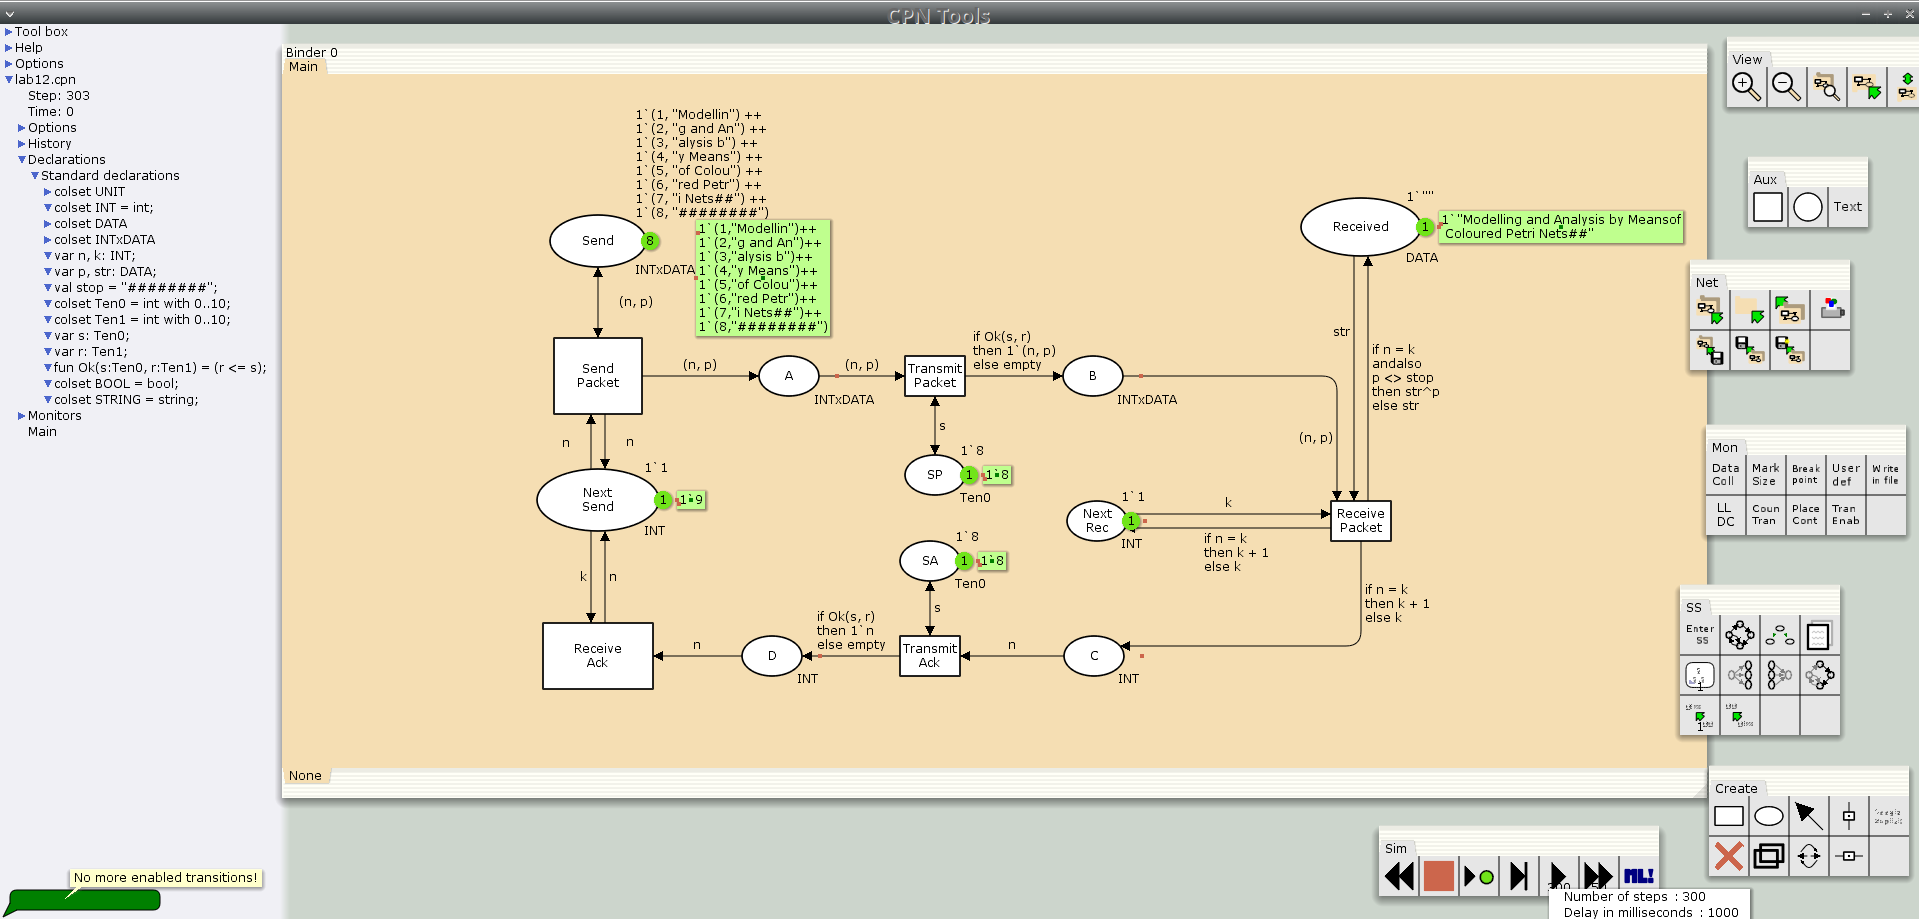 CPN Tools
Tool box
Help
Options
lab12.cpn
Step: 303
Time: 0
Options
History
Declarations
Standard declarations
colset UNIT
colset INT = int;
colset DATA
colset INTxDATA
var n, k: INT;
var p, str: DATA;
val stop = "########";
colset Ten0 = int with 0..10;
colset Ten1 = int with 0..10;
var s: Ten0;
var r: Ten1;
fun Ok(s:Ten0, r:Ten1) = (r <= s);
colset BOOL = bool;
colset STRING = string;
Monitors
Main
No more enabled transitions!
Binder 0
Main
1`(1, "Modellin") ++
1`(2, "g and An") ++
1`(3, "alysis b") ++
1`(4, "y Means") ++
1`(5, "of Colou") ++
1`(6, "red Petr") ++
1`(7, "i Nets##") ++
1`(8, "########")
Send
8
INTxDATA
1`(1,"Modellin")++
1`(2,"g and An")++
1`(3,"alysis b")++
1`(4,"y Means")++
1`(5,"of Colou")++
1`(6,"red Petr")++
1`(7,"i Nets##")++
1`(8,"########")
(n, p)
Send
Packet
(n, p)
A
INTxDATA
(n, p)
Transmit
Packet
if Ok(s, r)
then 1`(n, p)
else empty
B
INTxDATA
(n, p)
s
1`8
SP
1
1`8
Ten0
n
n
1`1
Next
Send
1
1`9
INT
k
n
Receive
Ack
n
D
INT
if Ok(s, r)
then 1`n
else empty
1`8
SA
1
1`8
Ten0
s
Transmit
Ack
n
C
INT
1`""
Received
1
1`"Modelling and Analysis by Meansof
Coloured Petri Nets##"
DATA
str
if n = k
andalso
p <> stop
then str^p
else str
1`1
Next
Rec
1
INT
k
if n = k
then k + 1
else k
Receive
Packet
if n = k
then k + 1
else k
None
View
Aux
Text
Net
Mon
Data
Coll
Mark
Size
Break
point
User
def
Write
in file
LL
DC
Coun
Tran
Place
Cont
Tran
Enab
SS
Enter
SS
1
1
Create
Sim
ML!
Number of steps : 300
Delay in milliseconds : 1000